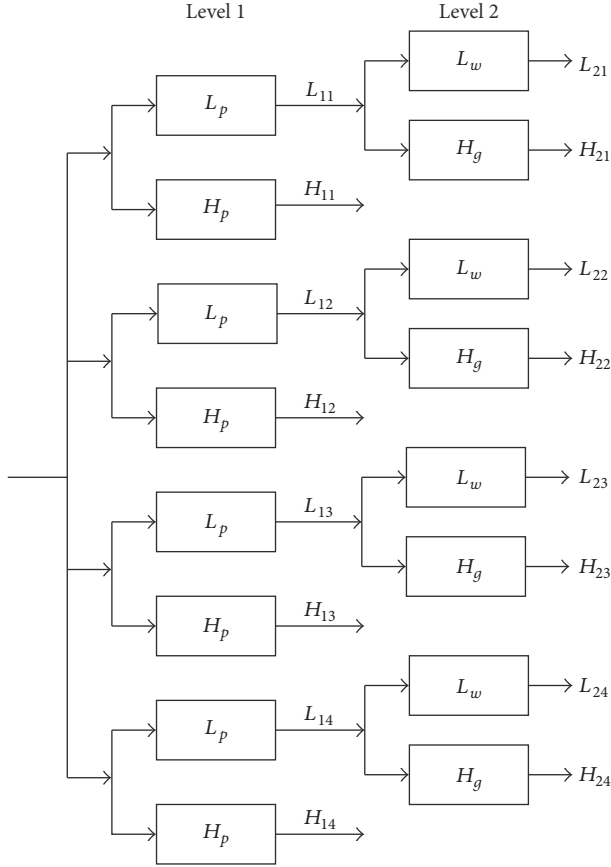 Level 1
Level 2
L_p
L_11
L_w
L_21
H_g
H_21
H_p
H_11
L_p
L_12
L_w
L_22
H_g
H_22
H_p
H_12
L_p
L_13
L_w
L_23
H_g
H_23
H_p
H_13
L_p
L_14
L_w
L_24
H_g
H_24
H_p
H_14